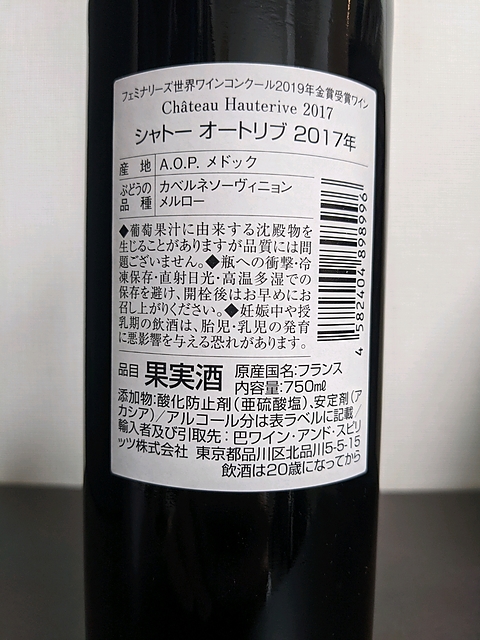 フェミナリーズ世界ワインコンクール2019年金賞受賞ワイン
Château Hauterive 2017
シャトー オートリブ 2017年
産 地 A.O.P. メドック
ぶどうの カベルネソーヴィニョン
品 種 メルロー
◆葡萄果汁に由来する沈殿物を
生じることがありますが品質には問
題ございません。◆瓶への衝撃・冷
凍保存・直射日光・高温多湿での
保存を避け、開栓後はお早めにお
召し上がりください。◆妊娠中や授
乳期の飲酒は、胎児・乳児の発育
に悪影響を与える恐れがあります。
4 582404 898996
品目 果実酒 原産国名:フランス
内容量:750mℓ
添加物:酸化防止剤(亜硫酸塩)、安定剤(ア
カシア)/アルコール分は表ラベルに記載/
輸入者及び引取先:巴ワイン・アンド・スピリ
ッツ株式会社 東京都品川区北品川5-5-15
飲酒は20歳になってから